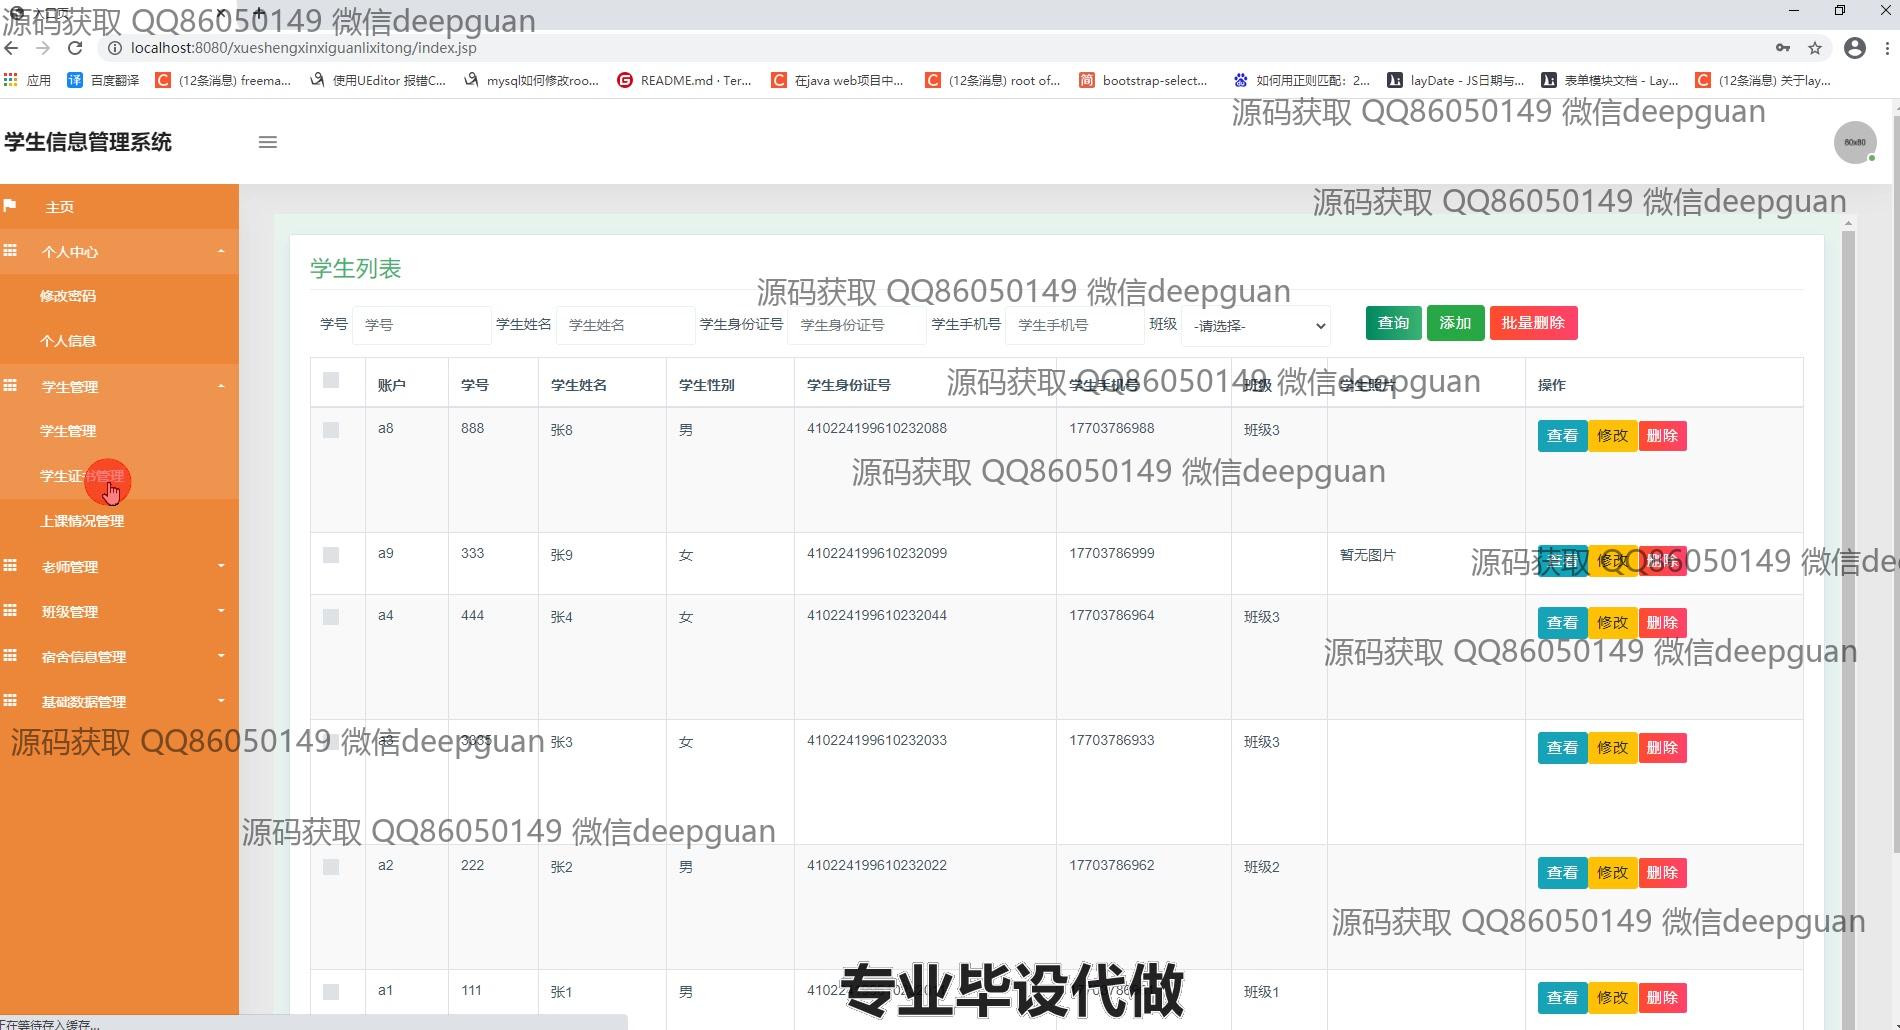 源码获取 QQ86050149 微信deepguan
localhost:8080/xueshengxinxiguanlixitong/index.jsp
应用 百度翻译 (12条消息) freema... 使用UEditor 报错C... mysql如何修改roo... README.md · Ter... 在java web项目中... (12条消息) root of... bootstrap-select... 如何用正则匹配：2... layDate - JS日期与... 表单模块文档 - Lay... (12条消息) 关于lay...
源码获取 QQ86050149 微信deepguan
学生信息管理系统
60x60
源码获取 QQ86050149 微信deepguan
主页
个人中心
修改密码
个人信息
学生管理
学生管理
学生证书管理
上课情况管理
老师管理
班级管理
宿舍信息管理
基础数据管理
学生列表
源码获取 QQ86050149 微信deepguan
学号 学号 学生姓名 学生姓名 学生身份证号 学生身份证号 学生手机号 学生手机号 班级 -请选择- 查询 添加 批量删除
账户 学号 学生姓名 学生性别 学生身份证号 学生手机号 班级 学生照片 操作
源码获取 QQ86050149 微信deepguan
a8 888 张8 男 410224199610232088 17703786988 班级3 查看 修改 删除
源码获取 QQ86050149 微信deepguan
a9 333 张9 女 410224199610232099 17703786999 暂无图片 查看 修改 删除
源码获取 QQ86050149 微信deep
a4 444 张4 女 410224199610232044 17703786964 班级3 查看 修改 删除
源码获取 QQ86050149 微信deepguan
a3 3335 张3 女 410224199610232033 17703786933 班级3 查看 修改 删除
源码获取 QQ86050149 微信deepguan
源码获取 QQ86050149 微信deepguan
a2 222 张2 男 410224199610232022 17703786962 班级2 查看 修改 删除
源码获取 QQ86050149 微信deepguan
a1 111 张1 男 班级1 查看 修改 删除
专业毕设代做
正在等待存入缓存...